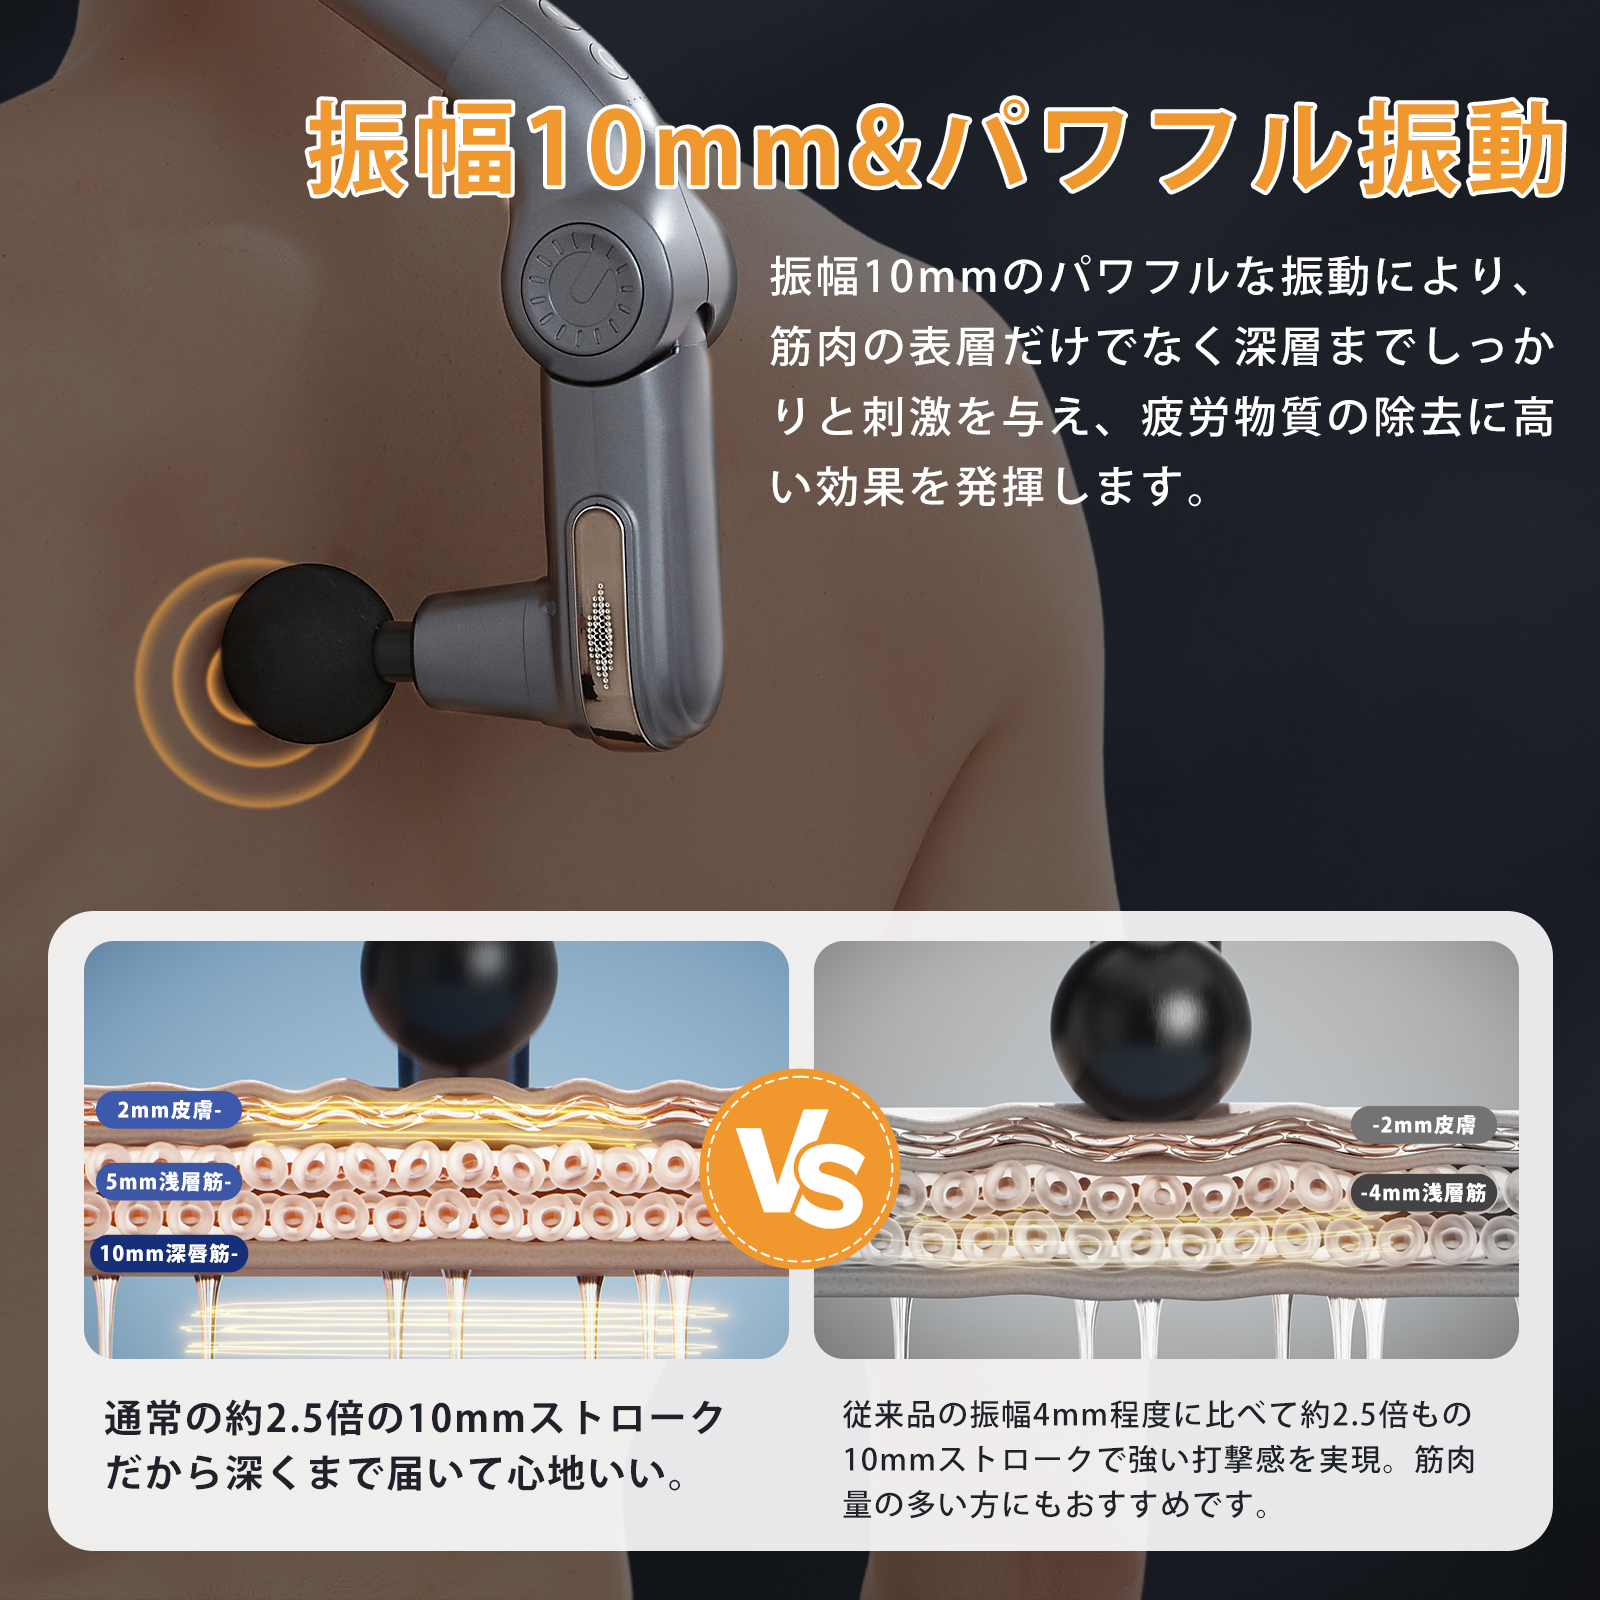 振幅10mm&パワフル振動
振幅10mmのパワフルな振動により、
筋肉の表層だけでなく深層までしっか
りと刺激を与え、疲労物質の除去に高
い効果を発揮します。
2mm皮膚-
5mm浅層筋-
10mm深唇筋-
VS
-2mm皮膚
-4mm浅層筋
通常の約2.5倍の10mmストローク
だから深くまで届いて心地いい。
従来品の振幅4mm程度に比べて約2.5倍もの
10mmストロークで強い打撃感を実現。筋肉
量の多い方にもおすすめです。